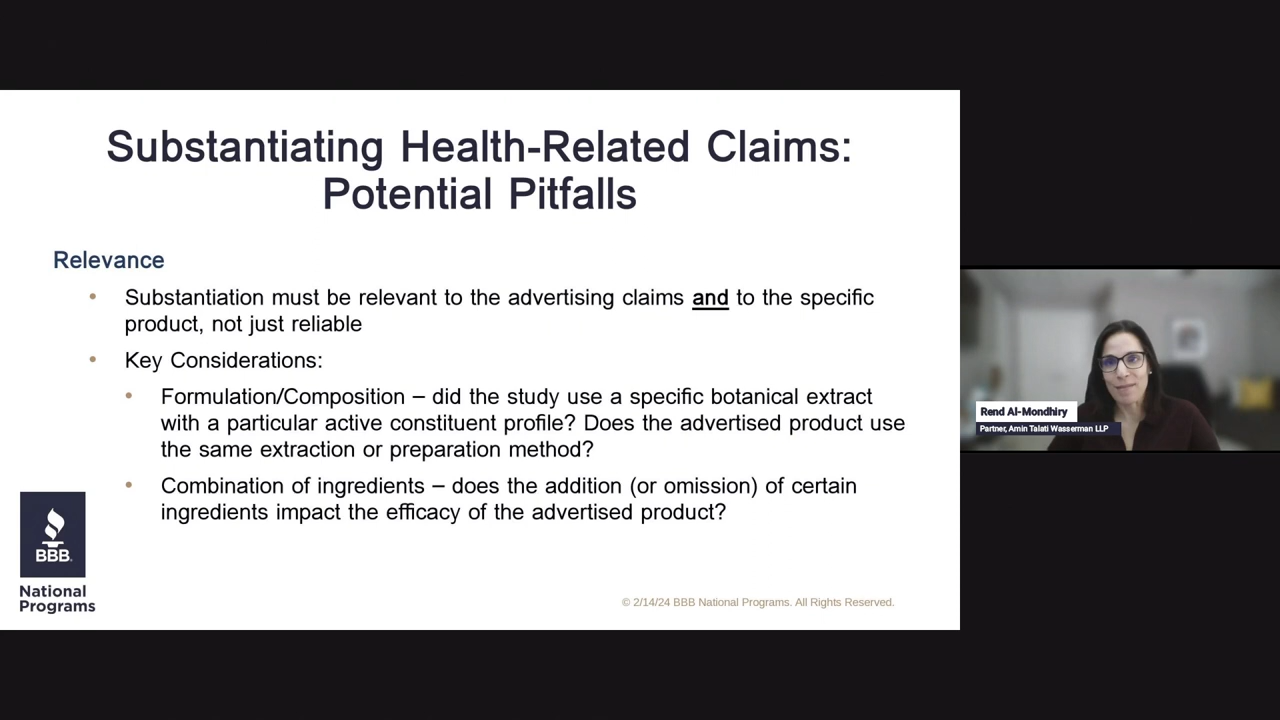 Substantiating Health-Related Claims:
Potential Pitfalls
Relevance
• Substantiation must be relevant to the advertising claims and to the specific
product, not just reliable
• Key Considerations:
• Formulation/Composition – did the study use a specific botanical extract
with a particular active constituent profile? Does the advertised product use
the same extraction or preparation method?
• Combination of ingredients – does the addition (or omission) of certain
ingredients impact the efficacy of the advertised product?
BBB
National
Programs
© 2/14/24 BBB National Programs. All Rights Reserved.
Rend Al-Mondhiry
Partner, Amin Talati Wasserman LLP